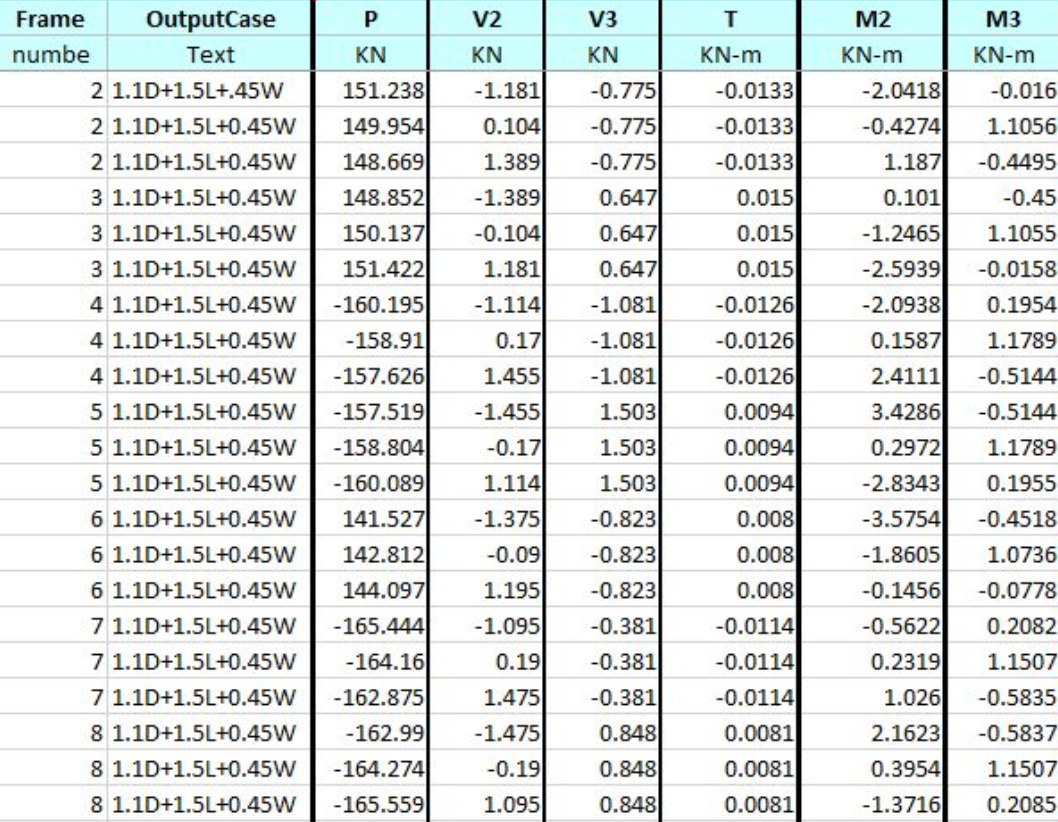 Frame OutputCase P V2 V3 T M2 M3
numbe Text KN KN KN KN-m KN-m KN-m
2 1.1D+1.5L+.45W 151.238 -1.181 -0.775 -0.0133 -2.0418 -0.016
2 1.1D+1.5L+0.45W 149.954 0.104 -0.775 -0.0133 -0.4274 1.1056
2 1.1D+1.5L+0.45W 148.669 1.389 -0.775 -0.0133 1.187 -0.4495
3 1.1D+1.5L+0.45W 148.852 -1.389 0.647 0.015 0.101 -0.45
3 1.1D+1.5L+0.45W 150.137 -0.104 0.647 0.015 -1.2465 1.1055
3 1.1D+1.5L+0.45W 151.422 1.181 0.647 0.015 -2.5939 -0.0158
4 1.1D+1.5L+0.45W -160.195 -1.114 -1.081 -0.0126 -2.0938 0.1954
4 1.1D+1.5L+0.45W -158.91 0.17 -1.081 -0.0126 0.1587 1.1789
4 1.1D+1.5L+0.45W -157.626 1.455 -1.081 -0.0126 2.4111 -0.5144
5 1.1D+1.5L+0.45W -157.519 -1.455 1.503 0.0094 3.4286 -0.5144
5 1.1D+1.5L+0.45W -158.804 -0.17 1.503 0.0094 0.2972 1.1789
5 1.1D+1.5L+0.45W -160.089 1.114 1.503 0.0094 -2.8343 0.1955
6 1.1D+1.5L+0.45W 141.527 -1.375 -0.823 0.008 -3.5754 -0.4518
6 1.1D+1.5L+0.45W 142.812 -0.09 -0.823 0.008 -1.8605 1.0736
6 1.1D+1.5L+0.45W 144.097 1.195 -0.823 0.008 -0.1456 -0.0778
7 1.1D+1.5L+0.45W -165.444 -1.095 -0.381 -0.0114 -0.5622 0.2082
7 1.1D+1.5L+0.45W -164.16 0.19 -0.381 -0.0114 0.2319 1.1507
7 1.1D+1.5L+0.45W -162.875 1.475 -0.381 -0.0114 1.026 -0.5835
8 1.1D+1.5L+0.45W -162.99 -1.475 0.848 0.0081 2.1623 -0.5837
8 1.1D+1.5L+0.45W -164.274 -0.19 0.848 0.0081 0.3954 1.1507
8 1.1D+1.5L+0.45W -165.559 1.095 0.848 0.0081 -1.3716 0.2085